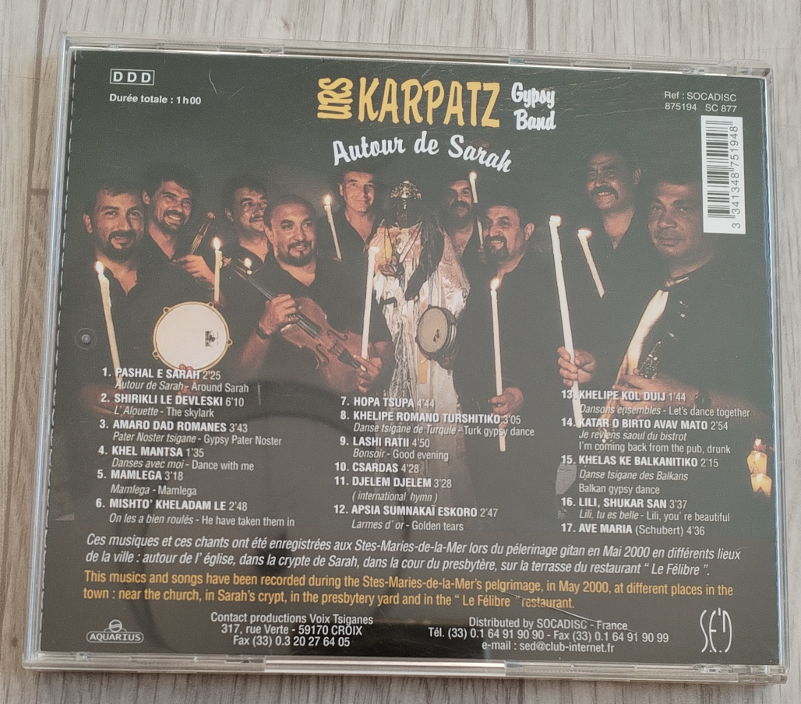 DDD
Durée totale : 1h00
URS KARPATZ Gypsy Band
Autour de Sarah
Ref : SOCADISC
875194 SC 877
3 341348 751948
1. PASHAL E SARAH 2'25
Autour de Sarah - Around Sarah
2. SHIRIKLI LE DEVLESKI 6'10
L' Alouette - The skylark
3. AMARO DAD ROMANES 3'43
Pater Noster tsigane - Gypsy Pater Noster
4. KHEL MANTSA 1'35
Danses avec moi - Dance with me
5. MAMLEGA 3'18
Mamlega - Mamlega
6. MISHTO' KHELADAM LE 2'48
On les a bien roulés - He have taken them in
7. HOPA TSUPA 4'44
8. KHELIPE ROMANO TURSHITIKO 3'05
Danse tsigane de Turquie - Turk gypsy dance
9. LASHI RATII 4'50
Bonsoir - Good evening
10. CSARDAS 4'28
11. DJELEM DJELEM 3'28
( international hymn )
12. APSIA SUMNAKAÏ ESKORO 2'47
Larmes d' or - Golden tears
13. KHELIPE KOL DUIJ 1'44
Dansons ensembles - Let's dance together
14. KATAR O BIRTO AVAV MATO 2'54
Je reviens saoul du bistrot
I'm coming back from the pub, drunk
15. KHELAS KE BALKANITIKO 2'15
Danse tsigane des Balkans
Balkan gypsy dance
16. LILI, SHUKAR SAN 3'37
Lili, tu es belle - Lili, you' re beautiful
17. AVE MARIA (Schubert) 4'36
Ces musiques et ces chants ont été enregistrées aux Stes-Maries-de-la-Mer lors du pélerinage gitan en Mai 2000 en différents lieux
de la ville : autour de l' église, dans la crypte de Sarah, dans la cour du presbytère, sur la terrasse du restaurant " Le Félibre ".
This musics and songs have been recorded during the Stes-Maries-de-la-Mer's pelgrimage, in May 2000, at different places in the
town : near the church, in Sarah's crypt, in the presbytery yard and in the " Le Félibre " restaurant.
AQUARIUS
Contact productions Voix Tsiganes
317, rue Verte - 59170 CROIX
Fax (33) 0.3 20 27 64 05
Distributed by SOCADISC - France
Tél. (33) 0.1 64 91 90 90 - Fax (33) 0.1 64 91 90 99
e-mail : sed@club-internet.fr
SE'D